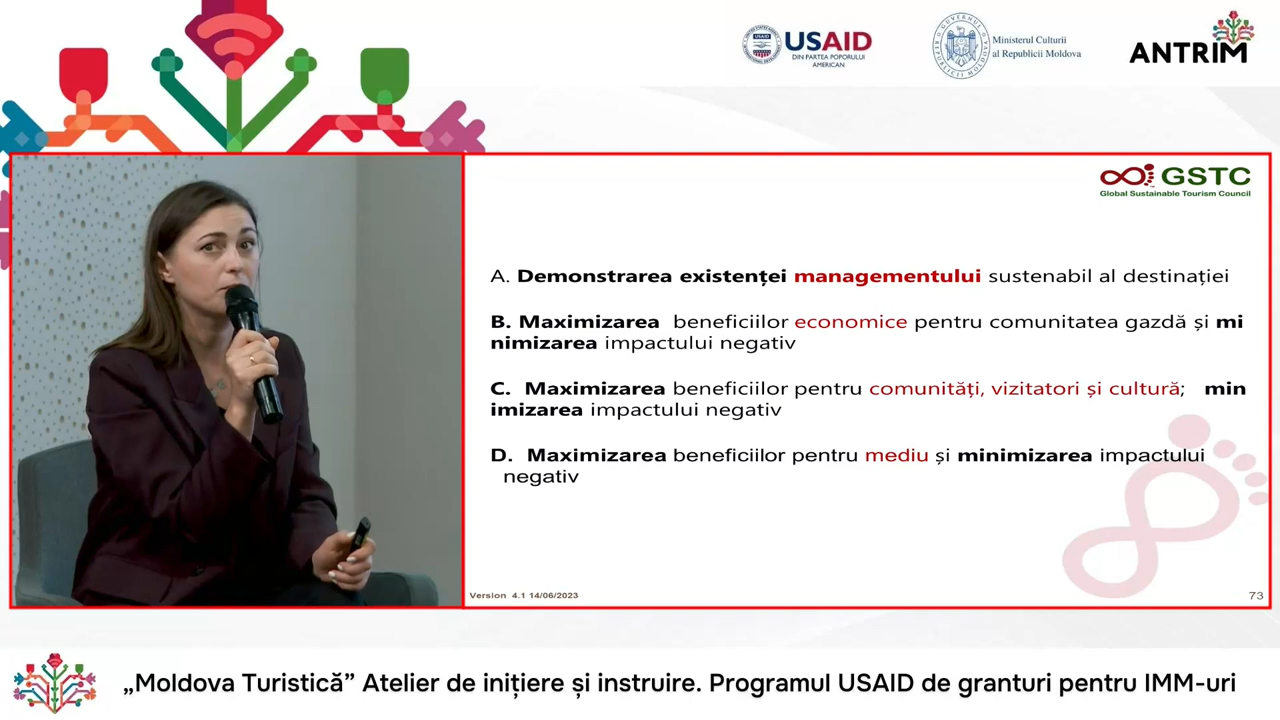 USAID
DIN PARTEA POPORULUI
AMERICAN
Ministerul Culturii
al Republicii Moldova
ANTRIM
GSTC
Global Sustainable Tourism Council
A. Demonstrarea existenței managementului sustenabil al destinației
B. Maximizarea beneficiilor economice pentru comunitatea gazdă și mi
nimizarea impactului negativ
C. Maximizarea beneficiilor pentru comunități, vizitatori și cultură; min
imizarea impactului negativ
D. Maximizarea beneficiilor pentru mediu și minimizarea impactului
negativ
Version 4.1 14/06/2023
73
„Moldova Turistică” Atelier de inițiere și instruire. Programul USAID de granturi pentru IMM-uri